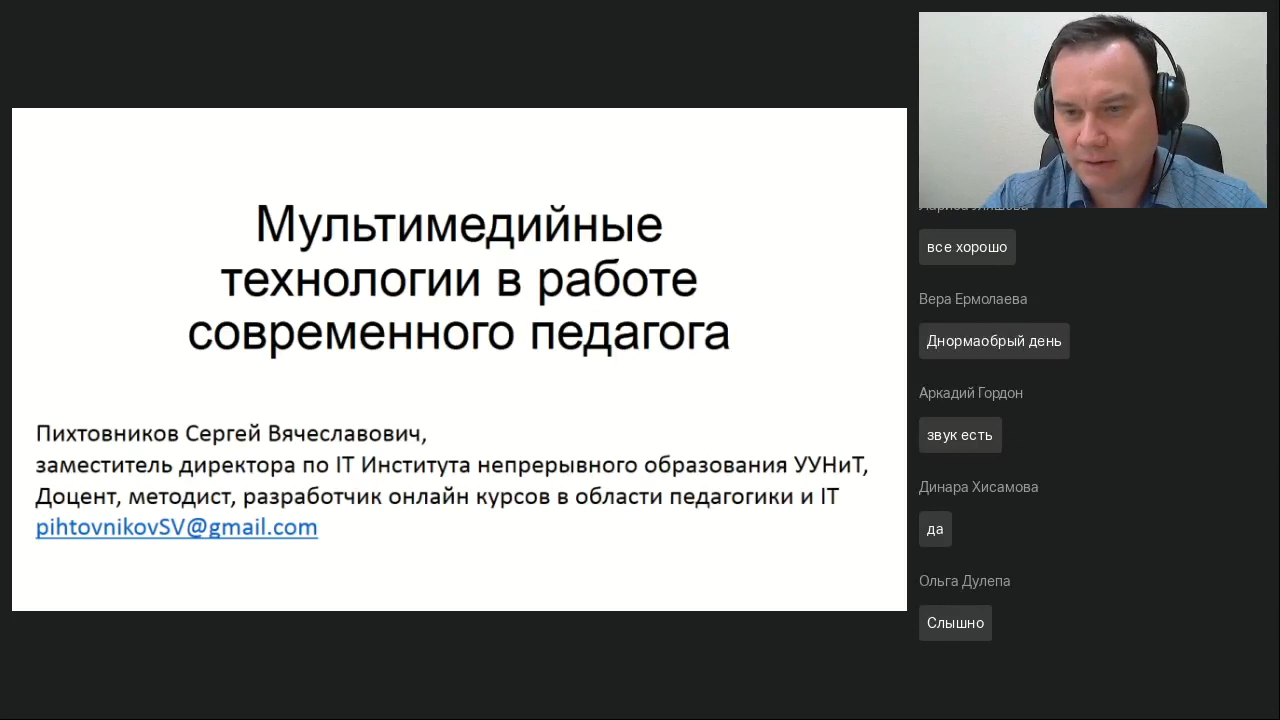 Мультимедийные
технологии в работе
современного педагога
Пихтовников Сергей Вячеславович,
заместитель директора по IT Института непрерывного образования УУНиТ,
Доцент, методист, разработчик онлайн курсов в области педагогики и IT
pihtovnikovSV@gmail.com
все хорошо
Вера Ермолаева
Днормаобрый день
Аркадий Гордон
звук есть
Динара Хисамова
да
Ольга Дулепа
Слышно